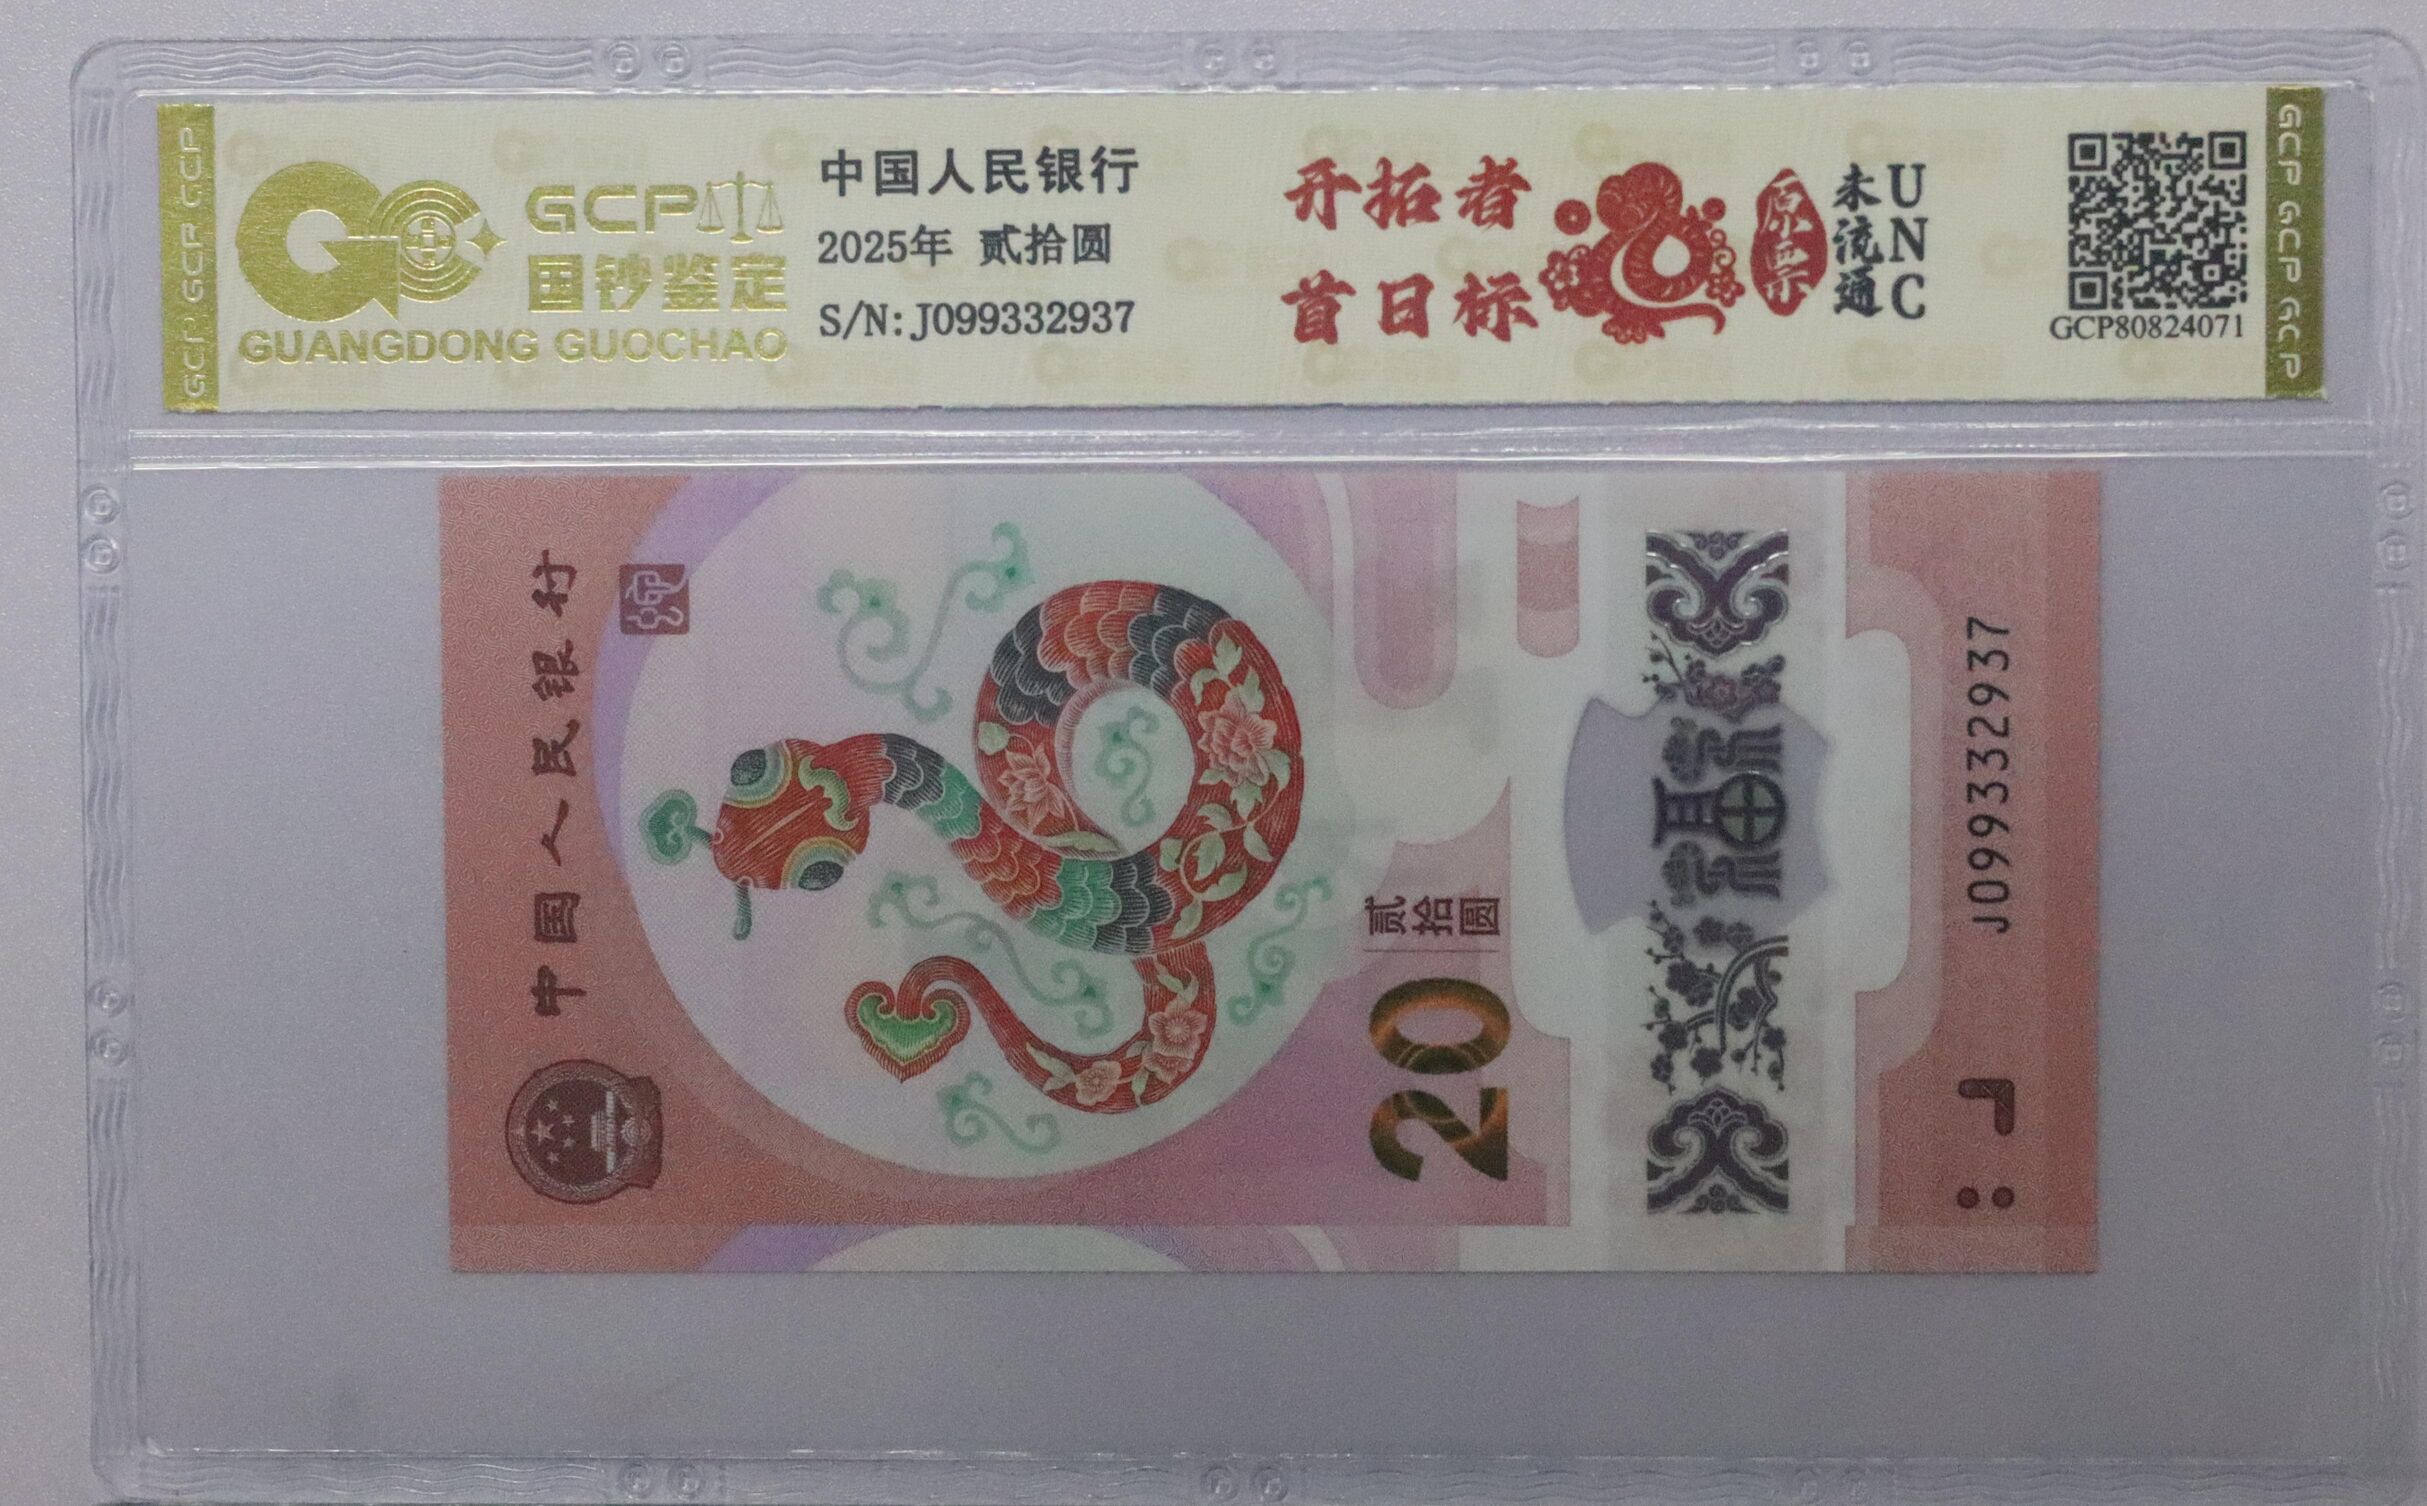 GCP GCP GCP
GCP
国钞鉴定
GUANGDONG GUOCHAO
中国人民银行
2025年 贰拾圆
S/N:J099332937
开拓者
首日标
原票
未流通
UNC
GCP80824071
GCP GCP GCP
中国人民银行
贰拾圆
20
福
J099332937